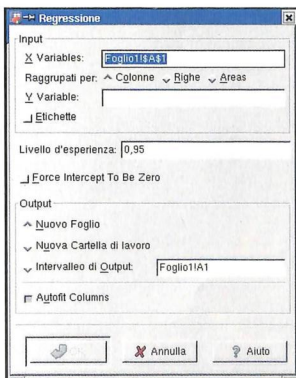 Regressione
Input
X Variables: Foglio1!$A$1
Raggrupati per: Colonne Righe Areas
Y Variable:
Etichette
Livello d'esperienza: 0,95
Force Intercept To Be Zero
Output
Nuovo Foglio
Nuova Cartella di lavoro
Intervalleo di Output: Foglio1!A1
Autofit Columns
Annulla Aiuto